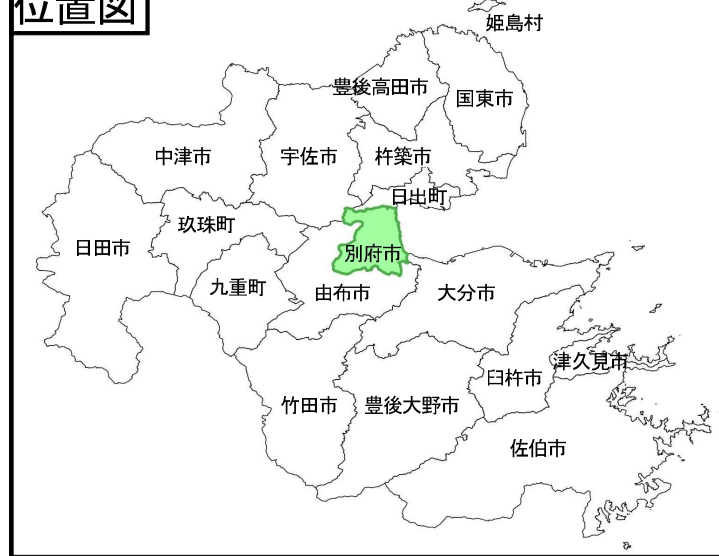 位置図
姫島村
豊後高田市
国東市
中津市
宇佐市
杵築市
日出町
玖珠町
日田市
別府市
九重町
由布市
大分市
津久見市
臼杵市
竹田市
豊後大野市
佐伯市